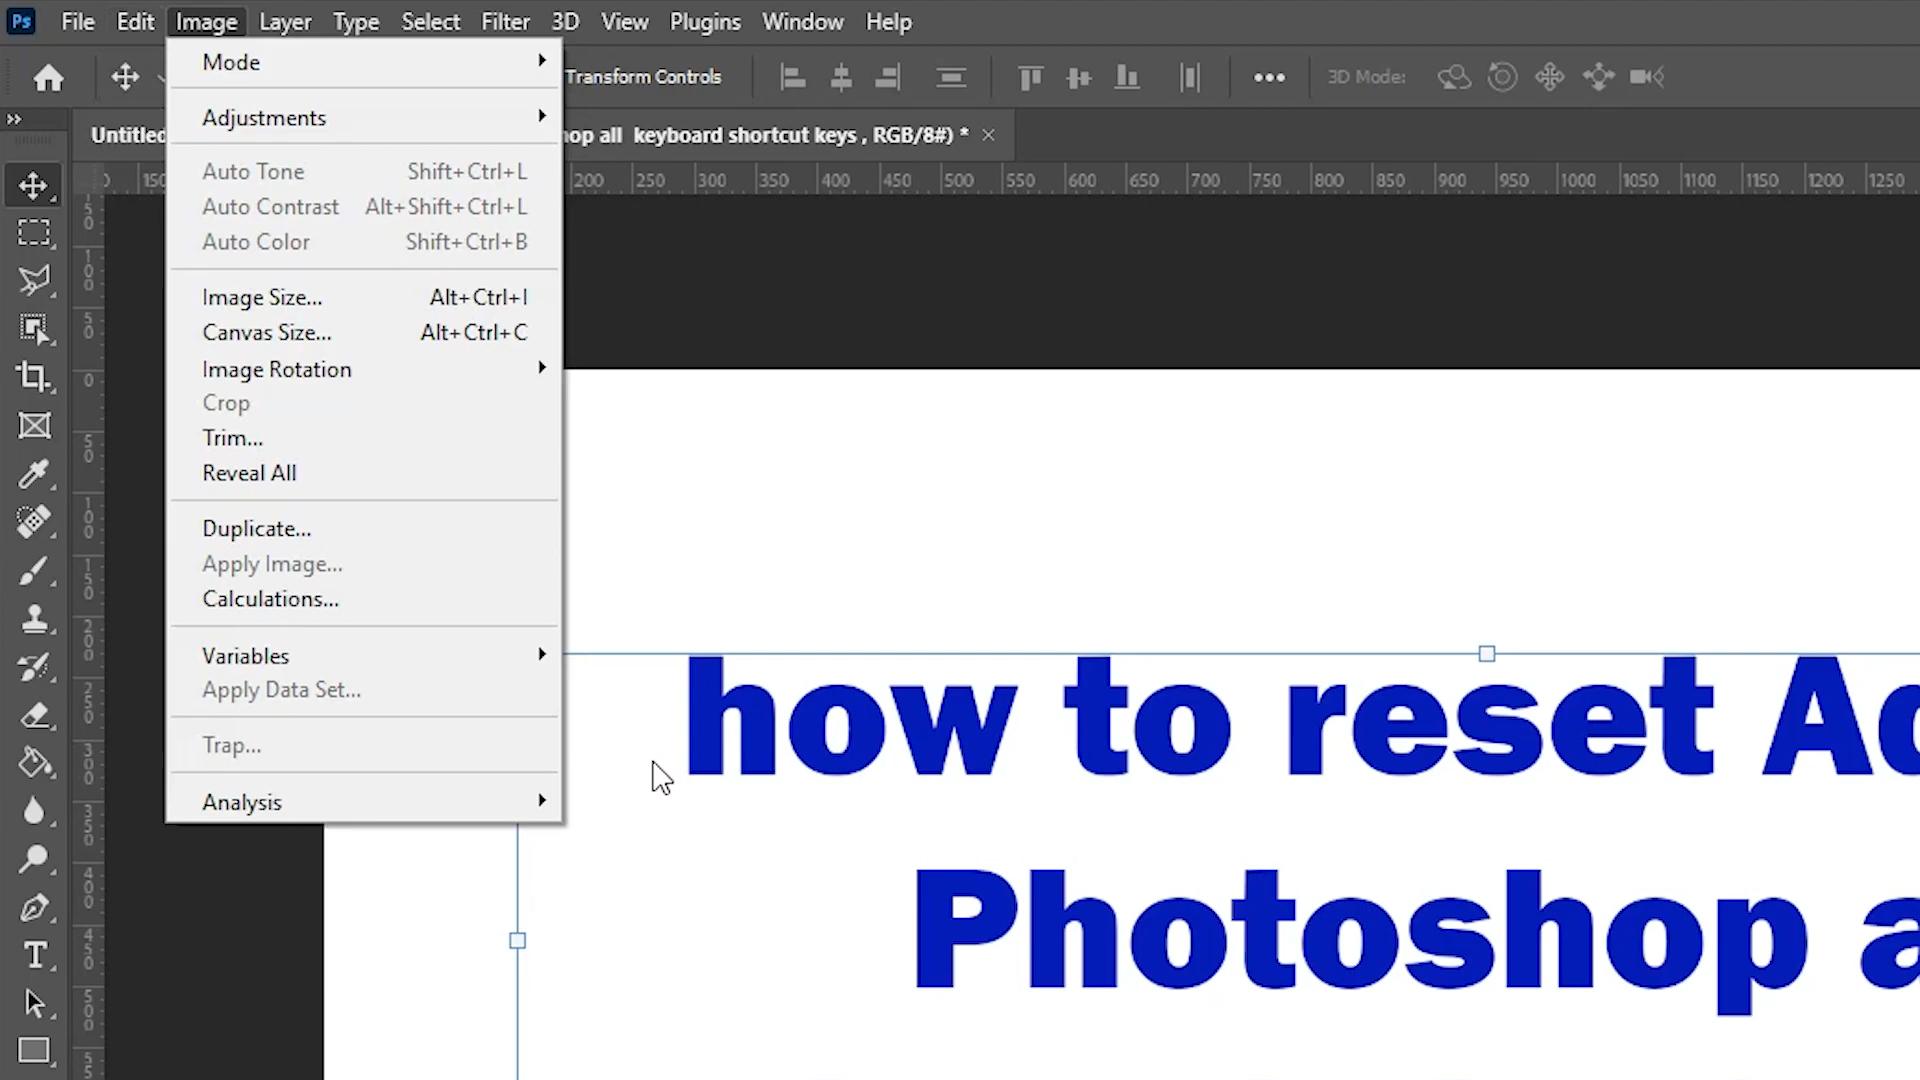 Ps File Edit Image Layer Type Select Filter 3D View Plugins Window Help
Transform Controls 3D Mode:
Untitled hop all keyboard shortcut keys , RGB/8#) *
150 200 250 300 350 400 450 500 550 600 650 700 750 800 850 900 950 1000 1050 1100 1150 1200 1250
Mode
Adjustments
Auto Tone Shift+Ctrl+L
Auto Contrast Alt+Shift+Ctrl+L
Auto Color Shift+Ctrl+B
Image Size... Alt+Ctrl+I
Canvas Size... Alt+Ctrl+C
Image Rotation
Crop
Trim...
Reveal All
Duplicate...
Apply Image...
Calculations...
Variables
Apply Data Set...
Trap...
Analysis
how to reset Ad
Photoshop a